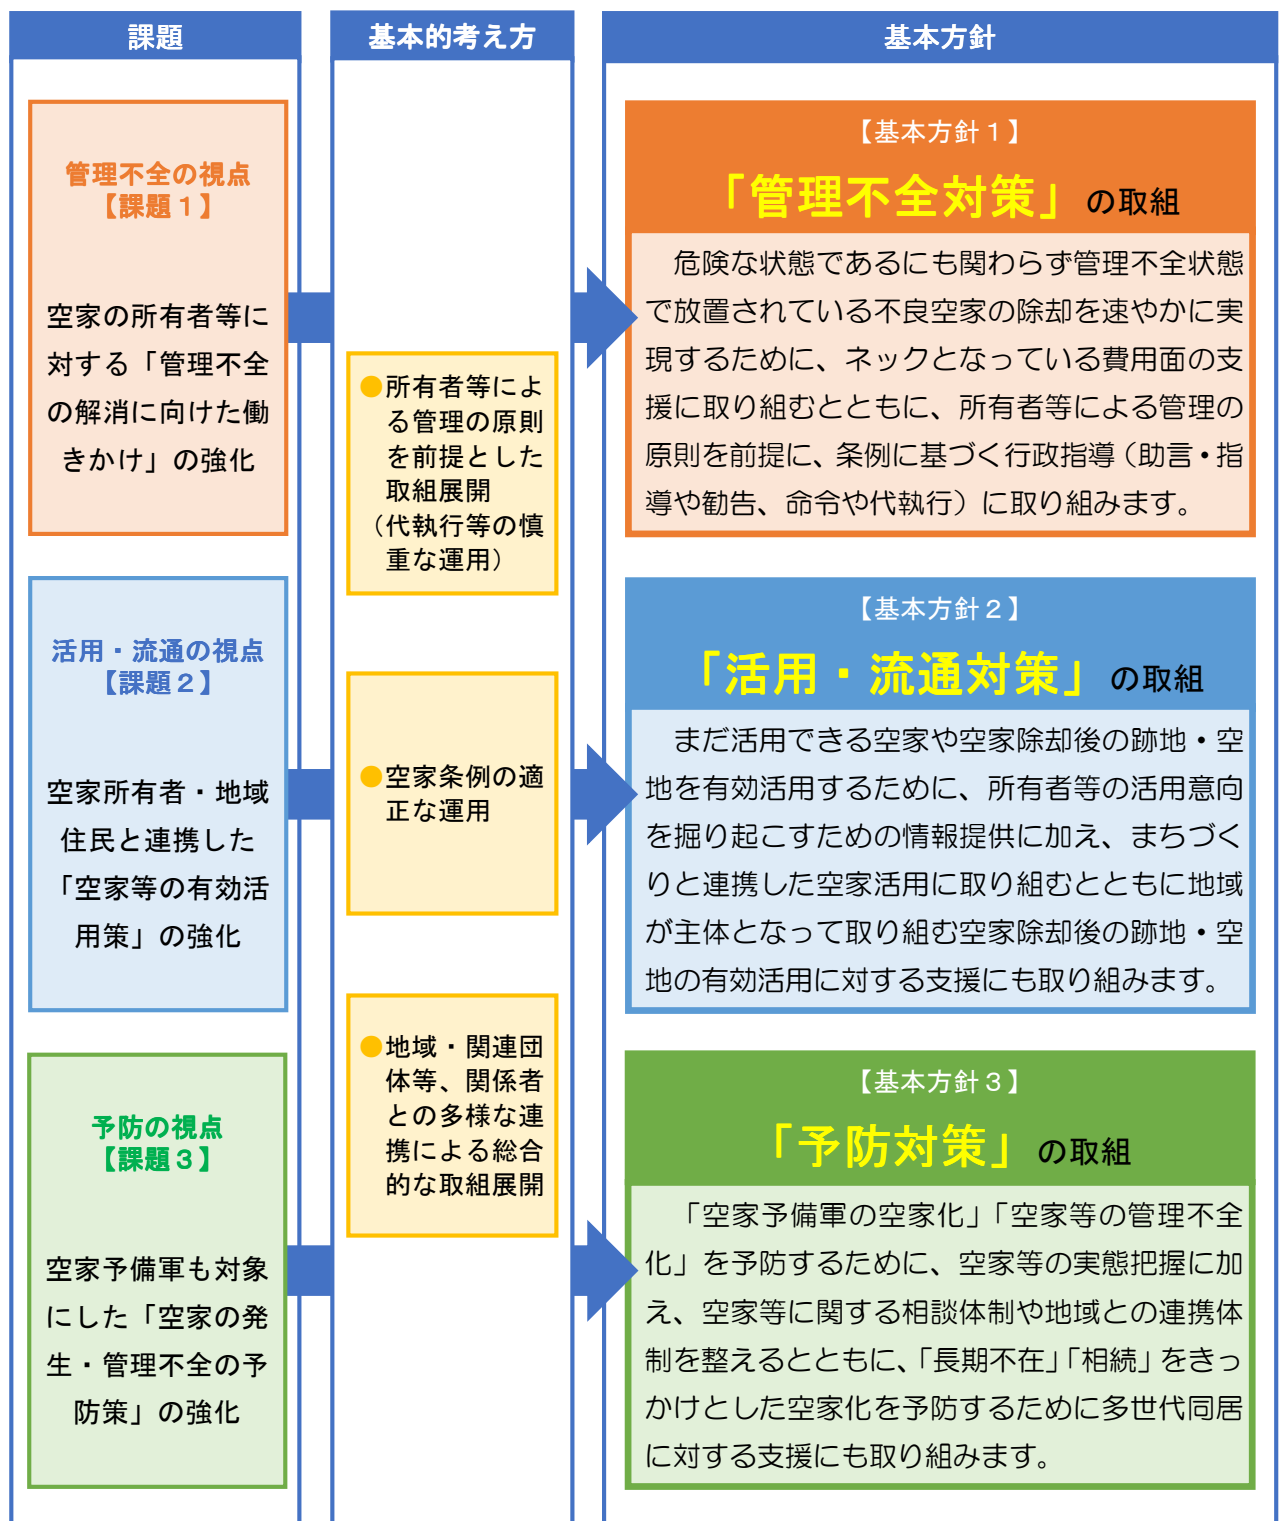 課題
管理不全の視点
【課題１】
空家の所有者等に
対する「管理不全
の解消に向けた働
きかけ」の強化
活用・流通の視点
【課題２】
空家所有者・地域
住民と連携した
「空家等の有効活
用策」の強化
予防の視点
【課題３】
空家予備軍も対象
にした「空家の発
生・管理不全の予
防策」の強化
基本的考え方
●所有者等によ
る管理の原則
を前提とした
取組展開
（代執行等の慎
重な運用）
●空家条例の適
正な運用
●地域・関連団
体等、関係者
との多様な連
携による総合
的な取組展開
基本方針
【基本方針１】
「管理不全対策」の取組
危険な状態であるにも関わらず管理不全状態
で放置されている不良空家の除却を速やかに実
現するために、ネックとなっている費用面の支
援に取り組むとともに、所有者等による管理の
原則を前提に、条例に基づく行政指導（助言・指
導や勧告、命令や代執行）に取り組みます。
【基本方針２】
「活用・流通対策」の取組
まだ活用できる空家や空家除却後の跡地・空
地を有効活用するために、所有者等の活用意向
を掘り起こすための情報提供に加え、まちづく
りと連携した空家活用に取り組むとともに地域
が主体となって取り組む空家除却後の跡地・空
地の有効活用に対する支援にも取り組みます。
【基本方針３】
「予防対策」の取組
「空家予備軍の空家化」「空家等の管理不全
化」を予防するために、空家等の実態把握に加
え、空家等に関する相談体制や地域との連携体
制を整えるとともに、「長期不在」「相続」をきっ
かけとした空家化を予防するために多世代同居
に対する支援にも取り組みます。